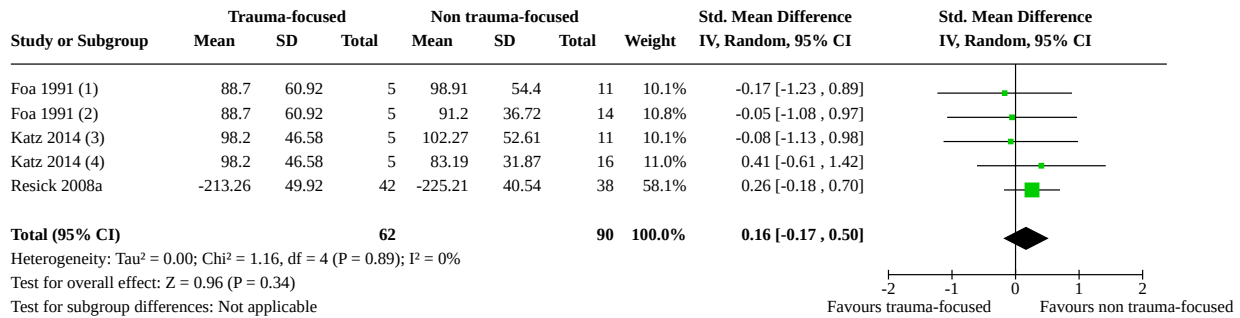 Trauma-focused Non trauma-focused Std. Mean Difference Std. Mean Difference
Study or Subgroup Mean SD Total Mean SD Total Weight IV, Random, 95% CI IV, Random, 95% CI
Foa 1991 (1) 88.7 60.92 5 98.91 54.4 11 10.1% -0.17 [-1.23 , 0.89]
Foa 1991 (2) 88.7 60.92 5 91.2 36.72 14 10.8% -0.05 [-1.08 , 0.97]
Katz 2014 (3) 98.2 46.58 5 102.27 52.61 11 10.1% -0.08 [-1.13 , 0.98]
Katz 2014 (4) 98.2 46.58 5 83.19 31.87 16 11.0% 0.41 [-0.61 , 1.42]
Resick 2008a -213.26 49.92 42 -225.21 40.54 38 58.1% 0.26 [-0.18 , 0.70]
Total (95% CI) 62 90 100.0% 0.16 [-0.17 , 0.50]
Heterogeneity: Tau² = 0.00; Chi² = 1.16, df = 4 (P = 0.89); I² = 0%
Test for overall effect: Z = 0.96 (P = 0.34) -2 -1 0 1 2
Test for subgroup differences: Not applicable Favours trauma-focused Favours non trauma-focused